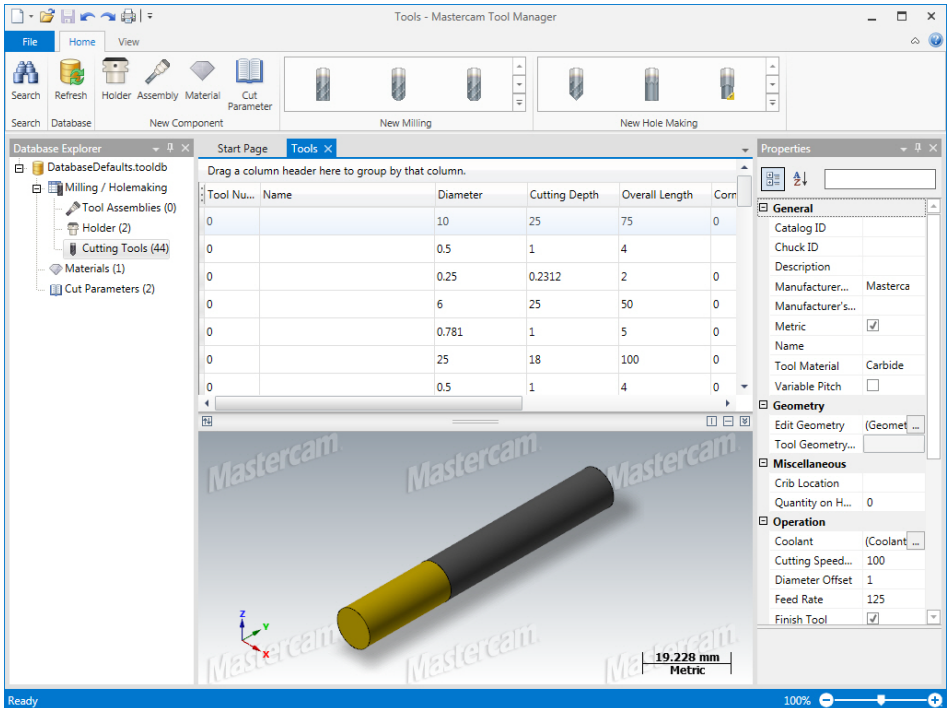 Tools - Mastercam Tool Manager
File Home View
Search Refresh Holder Assembly Material Cut Parameter
Search Database New Component New Milling New Hole Making
Database Explorer
DatabaseDefaults.tooldb
Milling / Holemaking
Tool Assemblies (0)
Holder (2)
Cutting Tools (44)
Materials (1)
Cut Parameters (2)
Start Page Tools
Drag a column header here to group by that column.
Tool Nu... Name Diameter Cutting Depth Overall Length Corn
0 10 25 75 0
0 0.5 1 4
0 0.25 0.2312 2 0
0 6 25 50 0
0 0.781 1 5 0
0 25 18 100 0
0 0.5 1 4 0
Mastercam. Mastercam. Mastercam.
Z
Y
X
Mastercam. Mastercam. Mastercam.
19.228 mm
Metric
Properties
General
Catalog ID
Chuck ID
Description
Manufacturer... Masterca
Manufacturer's...
Metric
Name
Tool Material Carbide
Variable Pitch
Geometry
Edit Geometry (Geomet ...
Tool Geometry...
Miscellaneous
Crib Location
Quantity on H... 0
Operation
Coolant (Coolant ...
Cutting Speed... 100
Diameter Offset 1
Feed Rate 125
Finish Tool
Ready 100%